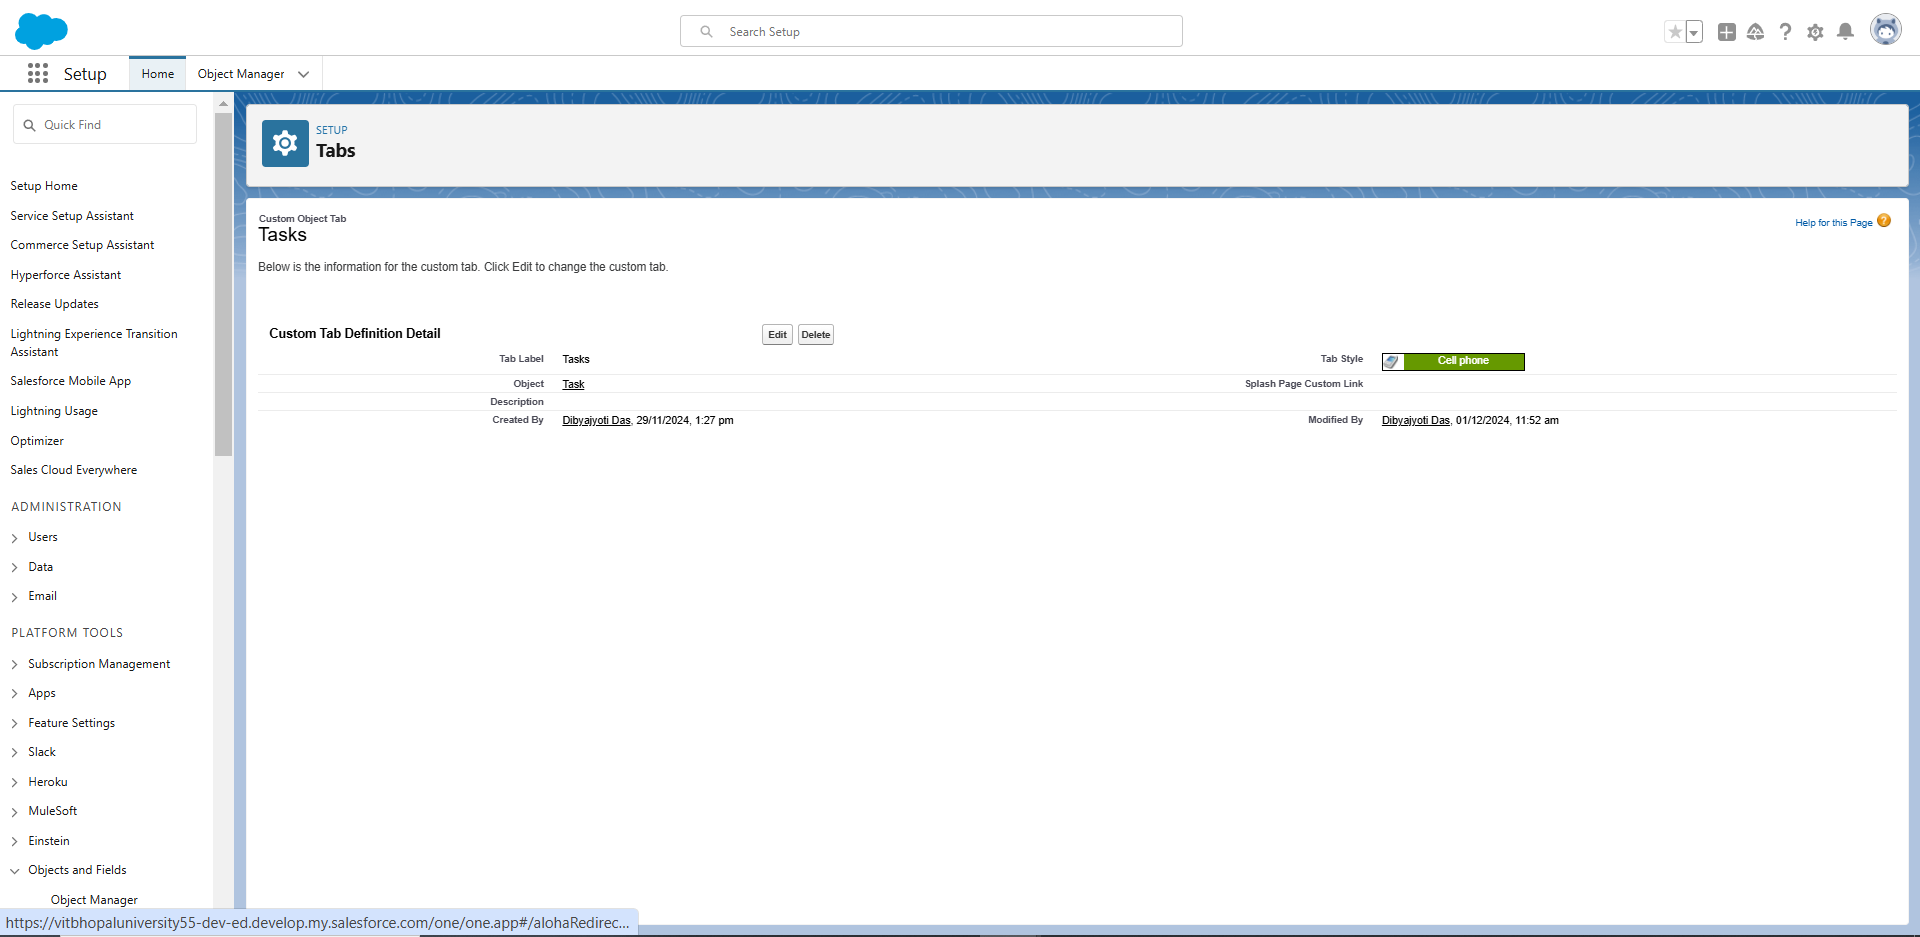 Search Setup
Setup
Home
Object Manager
Quick Find
Setup Home
Service Setup Assistant
Commerce Setup Assistant
Hyperforce Assistant
Release Updates
Lightning Experience Transition
Assistant
Salesforce Mobile App
Lightning Usage
Optimizer
Sales Cloud Everywhere
ADMINISTRATION
Users
Data
Email
PLATFORM TOOLS
Subscription Management
Apps
Feature Settings
Slack
Heroku
MuleSoft
Einstein
Objects and Fields
Object Manager
https://vitbhopaluniversity55-dev-ed.develop.my.salesforce.com/one/one.app#/alohaRedirec...
SETUP
Tabs
Custom Object Tab
Tasks
Help for this Page
Below is the information for the custom tab. Click Edit to change the custom tab.
Custom Tab Definition Detail Edit Delete
Tab Label Tasks Tab Style Cell phone
Object Task Splash Page Custom Link
Description
Created By Dibyajyoti Das, 29/11/2024, 1:27 pm Modified By Dibyajyoti Das, 01/12/2024, 11:52 am